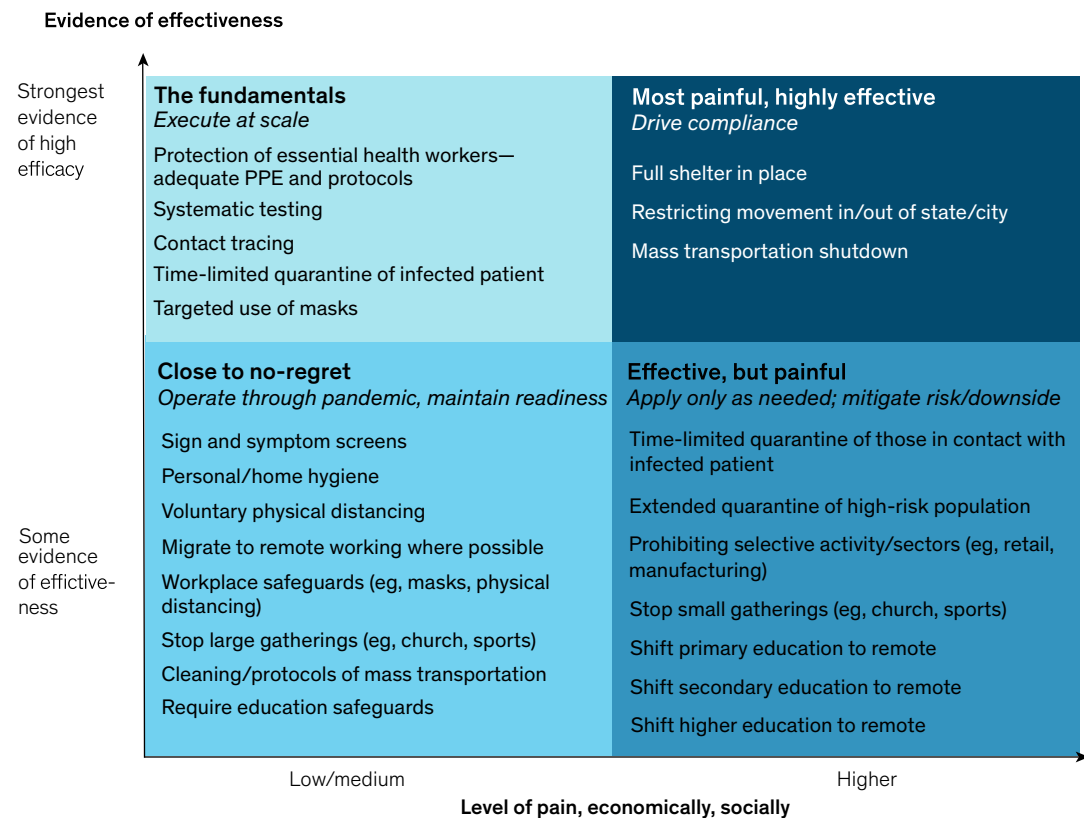 Evidence of effectiveness
Strongest
evidence
of high
efficacy
The fundamentals
Execute at scale
Protection of essential health workers—
adequate PPE and protocols
Systematic testing
Contact tracing
Time-limited quarantine of infected patient
Targeted use of masks
Most painful, highly effective
Drive compliance
Full shelter in place
Restricting movement in/out of state/city
Mass transportation shutdown
Some
evidence
of effictive-
ness
Close to no-regret
Operate through pandemic, maintain readiness
Sign and symptom screens
Personal/home hygiene
Voluntary physical distancing
Migrate to remote working where possible
Workplace safeguards (eg, masks, physical
distancing)
Stop large gatherings (eg, church, sports)
Cleaning/protocols of mass transportation
Require education safeguards
Effective, but painful
Apply only as needed; mitigate risk/downside
Time-limited quarantine of those in contact with
infected patient
Extended quarantine of high-risk population
Prohibiting selective activity/sectors (eg, retail,
manufacturing)
Stop small gatherings (eg, church, sports)
Shift primary education to remote
Shift secondary education to remote
Shift higher education to remote
Low/medium
Higher
Level of pain, economically, socially